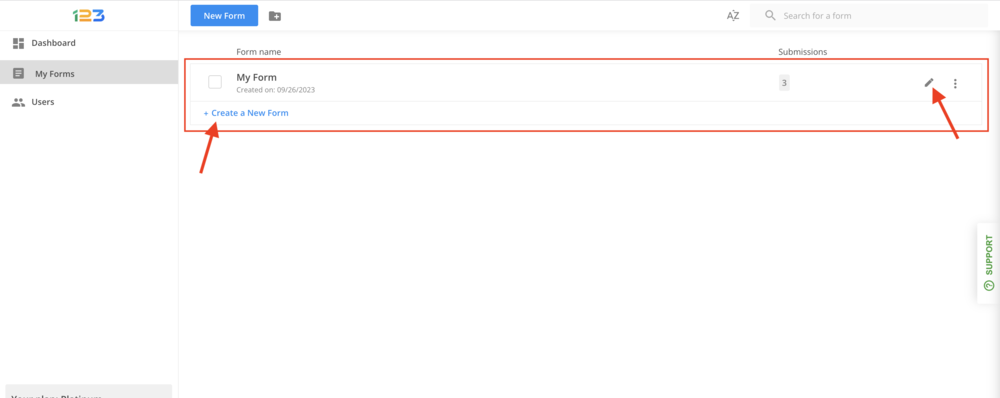 123
New Form
AZ
Search for a form
Dashboard
My Forms
Users
Form name
Submissions
My Form
Created on: 09/26/2023
3
+ Create a New Form
SUPPORT